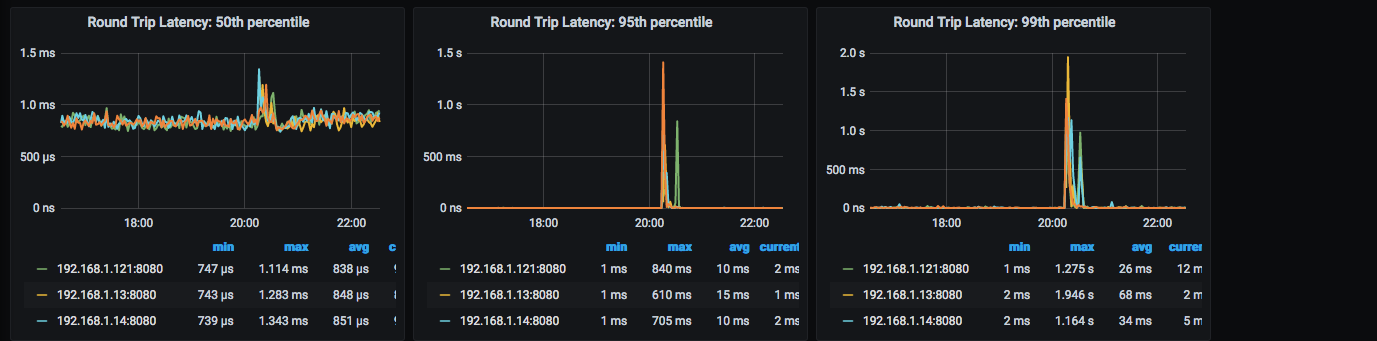 Round Trip Latency: 50th percentile
1.5 ms
1.0 ms
500 µs
0 ns
18:00 20:00 22:00
min max avg c
192.168.1.121:8080 747 µs 1.114 ms 838 µs
192.168.1.13:8080 743 µs 1.283 ms 848 µs
192.168.1.14:8080 739 µs 1.343 ms 851 µs
Round Trip Latency: 95th percentile
1.5 s
1.0 s
500 ms
0 ns
18:00 20:00 22:00
min max avg current
192.168.1.121:8080 1 ms 840 ms 10 ms 2 ms
192.168.1.13:8080 1 ms 610 ms 15 ms 1 ms
192.168.1.14:8080 1 ms 705 ms 10 ms 2 ms
Round Trip Latency: 99th percentile
2.0 s
1.5 s
1.0 s
500 ms
0 ns
18:00 20:00 22:00
min max avg curren
192.168.1.121:8080 1 ms 1.275 s 26 ms 12 m
192.168.1.13:8080 2 ms 1.946 s 68 ms 2 m
192.168.1.14:8080 2 ms 1.164 s 34 ms 5 m